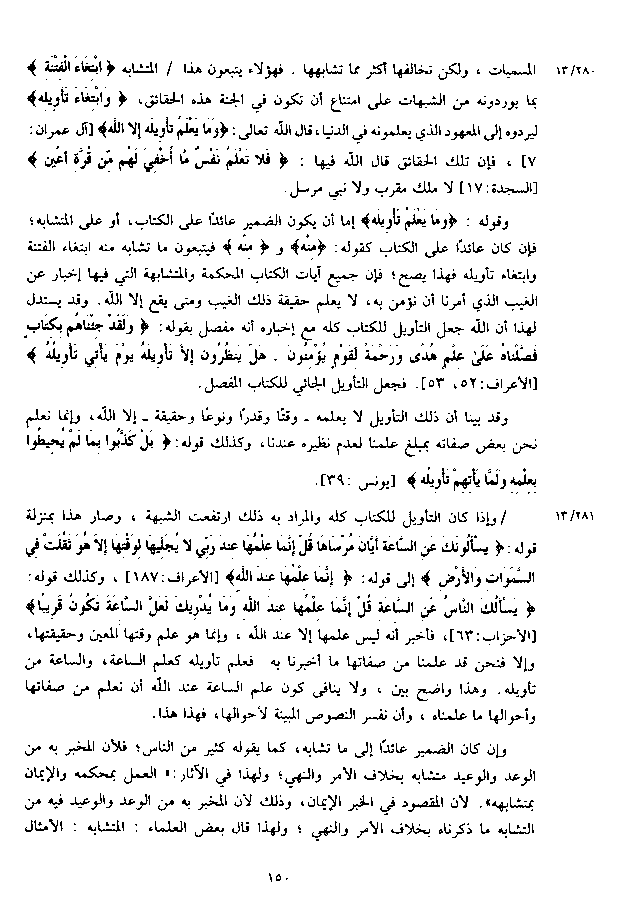 ١٣/٢٨٠ المسميات ، ولكن تخالفها أكثر مما تشابهها . فهؤلاء يتبعون هذا / المتشابه ﴿ ابْتِغَاءَ الْفِتْنَةِ ﴾
بما يوردونه من الشبهات على امتناع أن تكون في الجنة هذه الحقائق، ﴿ وَابْتِغَاءَ تَأْوِيلِهِ﴾
ليردوه إلى المعهود الذي يعلمونه في الدنيا، قال الله تعالى: ﴿وَمَا يَعْلَمُ تَأْوِيلَهُ إِلاَّ اللهُ﴾ [آل عمران:
٧] ، فإن تلك الحقائق قال الله فيها : ﴿ فَلا تَعْلَمُ نَفْسٌ مَّا أُخْفِيَ لَهُم مِّن قُرَّةِ أَعْيُنٍ ﴾
[السجدة:١٧] لا ملك مقرب ولا نبي مرسل.
وقوله : ﴿وَمَا يَعْلَمُ تَأْوِيلَهُ﴾ إما أن يكون الضمير عائدًا على الكتاب، أو على المتشابه؛
فإن كان عائدًا على الكتاب كقوله: ﴿مِنْهُ﴾ و ﴿ مِنْهُ ﴾ فيتبعون ما تشابه منه ابتغاء الفتنة
وابتغاء تأويله فهذا يصح؛ فإن جميع آيات الكتاب المحكمة والمتشابهة التي فيها إخبار عن
الغيب الذي أمرنا أن نؤمن به، لا يعلم حقيقة ذلك الغيب ومتى يقع إلا الله. وقد يستدل
لهذا أن الله جعل التأويل للكتاب كله مع إخباره أنه مفصل بقوله: ﴿ وَلَقَدْ جِئْنَاهُم بِكِتَابٍ
فَصَّلْنَاهُ عَلَىٰ عِلْمٍ هُدًى وَرَحْمَةً لِّقَوْمٍ يُؤْمِنُونَ . هَلْ يَنظُرُونَ إِلاَّ تَأْوِيلَهُ يَوْمَ يَأْتِي تَأْوِيلُهُ ﴾
[الأعراف:٥٢، ٥٣]. فجعل التأويل الجائي للكتاب المفصل.
وقد بينا أن ذلك التأويل لا يعلمه ـ وقتًا وقدرًا ونوعًا وحقيقة ـ إلا الله، وإنما نعلم
نحن بعض صفاته بمبلغ علمنا لعدم نظيره عندنا، وكذلك قوله: ﴿ بَلْ كَذَّبُوا بِمَا لَمْ يُحِيطُوا
بِعِلْمِهِ وَلَمَّا يَأْتِهِمْ تَأْوِيلُهُ ﴾ [يونس :٣٩].
١٣/٢٨١ / وإذا كان التأويل للكتاب كله والمراد به ذلك ارتفعت الشبهة ، وصار هذا بمنزلة
قوله: ﴿ يَسْأَلُونَكَ عَنِ السَّاعَةِ أَيَّانَ مُرْسَاهَا قُلْ إِنَّمَا عِلْمُهَا عِندَ رَبِّي لا يُجَلِّيهَا لِوَقْتِهَا إِلاَّ هُوَ ثَقُلَتْ فِي
السَّمَوَاتِ وَالأَرْضِ ﴾ إلى قوله: ﴿ إِنَّمَا عِلْمُهَا عِندَ اللهِ﴾ [الأعراف:١٨٧] ، وكذلك قوله:
﴿ يَسْأَلُكَ النَّاسُ عَنِ السَّاعَةِ قُلْ إِنَّمَا عِلْمُهَا عِندَ اللهِ وَمَا يُدْرِيكَ لَعَلَّ السَّاعَةَ تَكُونُ قَرِيبًا﴾
[الأحزاب:٦٣]، فأخبر أنه ليس علمها إلا عند الله ، وإنما هو علم وقتها المعين وحقيقتها،
وإلا فنحن قد علمنا من صفاتها ما أخبرنا به فعلم تأويله كعلم الساعة، والساعة من
تأويله. وهذا واضح بين ، ولا ينافي كون علم الساعة عند الله أن نعلم من صفاتها
وأحوالها ما علمناه ، وأن نفسر النصوص المبينة لأحوالها، فهذا هذا.
وإن كان الضمير عائدًا إلى ما تشابه، كما يقوله كثير من الناس؛ فلأن المخبر به من
الوعد والوعيد متشابه بخلاف الأمر والنهي؛ ولهذا في الآثار: « العمل بمحكمه والإيمان
بمتشابهه». لأن المقصود في الخبر الإيمان، وذلك لأن المخبر به من الوعد والوعيد فيه من
التشابه ما ذكرناه بخلاف الأمر والنهي ؛ ولهذا قال بعض العلماء : المتشابه : الأمثال
١٥٠